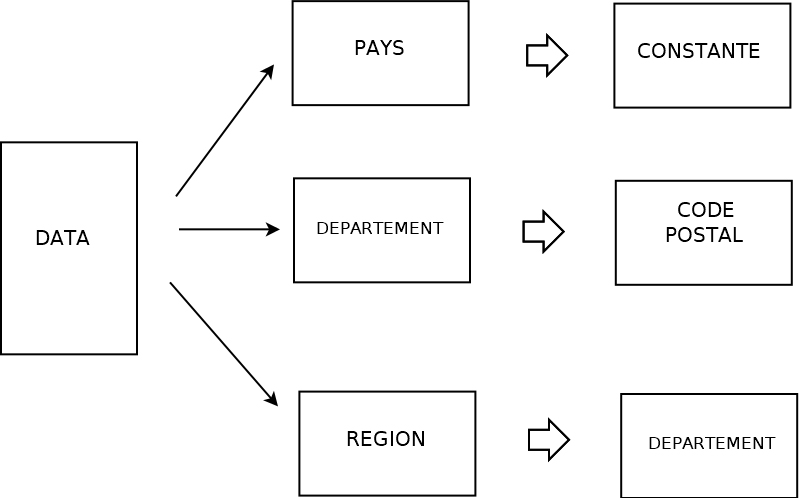 PAYS
CONSTANTE
DATA
DEPARTEMENT
CODE
POSTAL
REGION
DEPARTEMENT